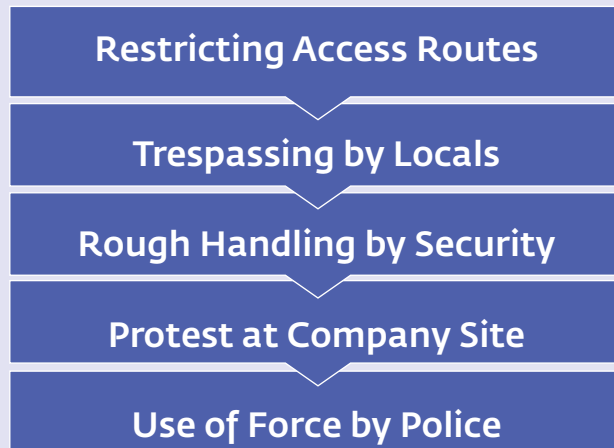 Restricting Access Routes
Trespassing by Locals
Rough Handling by Security
Protest at Company Site
Use of Force by Police